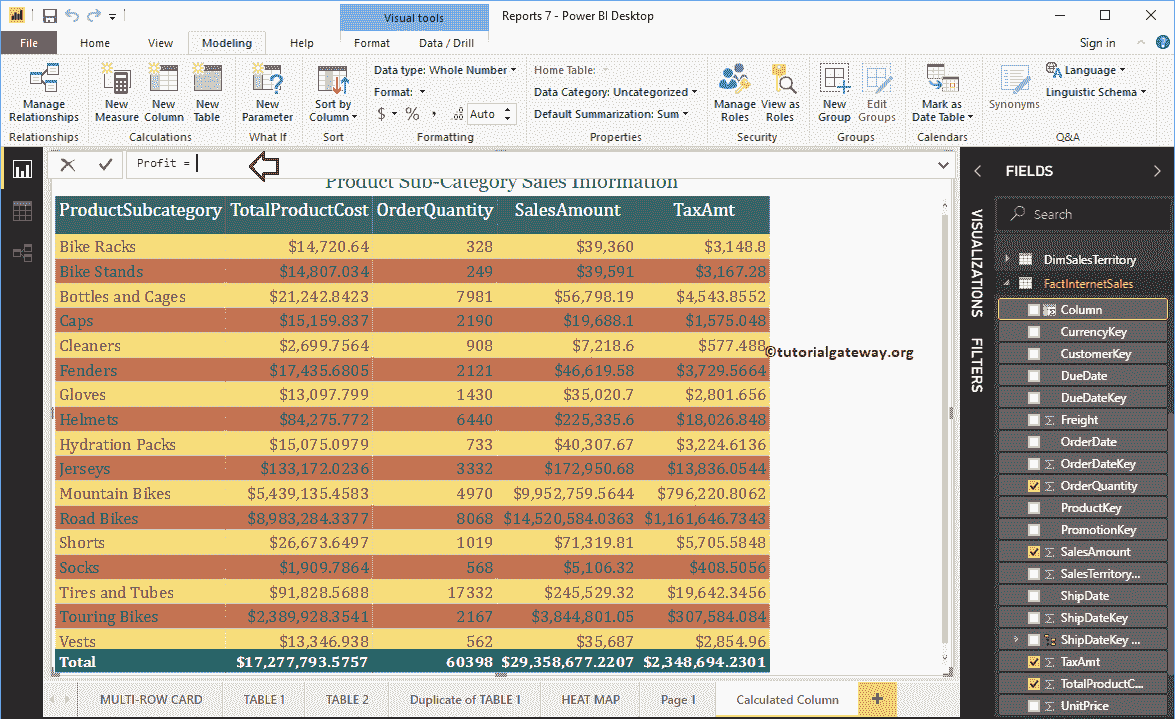 Visual tools
Reports 7 - Power BI Desktop
File Home View Modeling Help Format Data / Drill Sign in
Manage Relationships
New Measure
New Column
New Table
New Parameter
Sort by Column
Data type: Whole Number
Format:
$ % , .00 Auto
Home Table:
Data Category: Uncategorized
Default Summarization: Sum
Manage Roles
View as Roles
New Group
Edit Groups
Mark as Date Table
Synonyms
Language
Linguistic Schema
Relationships Calculations What If Sort Formatting Properties Security Groups Calendars Q&A
Profit =
Product Sub-Category Sales Information
ProductSubcategory TotalProductCost OrderQuantity SalesAmount TaxAmt
Bike Racks $14,720.64 328 $39,360 $3,148.8
Bike Stands $14,807.034 249 $39,591 $3,167.28
Bottles and Cages $21,242.8423 7981 $56,798.19 $4,543.8552
Caps $15,159.837 2190 $19,688.1 $1,575.048
Cleaners $2,699.7564 908 $7,218.6 $577.488
Fenders $17,435.6805 2121 $46,619.58 $3,729.5664
Gloves $13,097.799 1430 $35,020.7 $2,801.656
Helmets $84,275.772 6440 $225,335.6 $18,026.848
Hydration Packs $15,075.0979 733 $40,307.67 $3,224.6136
Jerseys $133,172.0236 3332 $172,950.68 $13,836.0544
Mountain Bikes $5,439,135.4583 4970 $9,952,759.5644 $796,220.8062
Road Bikes $8,983,284.3377 8068 $14,520,584.0363 $1,161,646.7343
Shorts $26,673.6497 1019 $71,319.81 $5,705.5848
Socks $1,909.7864 568 $5,106.32 $408.5056
Tires and Tubes $91,828.5688 17332 $245,529.32 $19,642.3456
Touring Bikes $2,389,928.3541 2167 $3,844,801.05 $307,584.084
Vests $13,346.938 562 $35,687 $2,854.96
Total $17,277,793.5757 60398 $29,358,677.2207 $2,348,694.2301
©tutorialgateway.org
VISUALIZATIONS
FILTERS
FIELDS
Search
DimSalesTerritory
FactInternetSales
Column
CurrencyKey
CustomerKey
DueDate
DueDateKey
Freight
OrderDate
OrderDateKey
OrderQuantity
ProductKey
PromotionKey
SalesAmount
SalesTerritory...
ShipDate
ShipDateKey
ShipDateKey ...
TaxAmt
TotalProductC...
UnitPrice
MULTI-ROW CARD TABLE 1 TABLE 2 Duplicate of TABLE 1 HEAT MAP Page 1 Calculated Column +